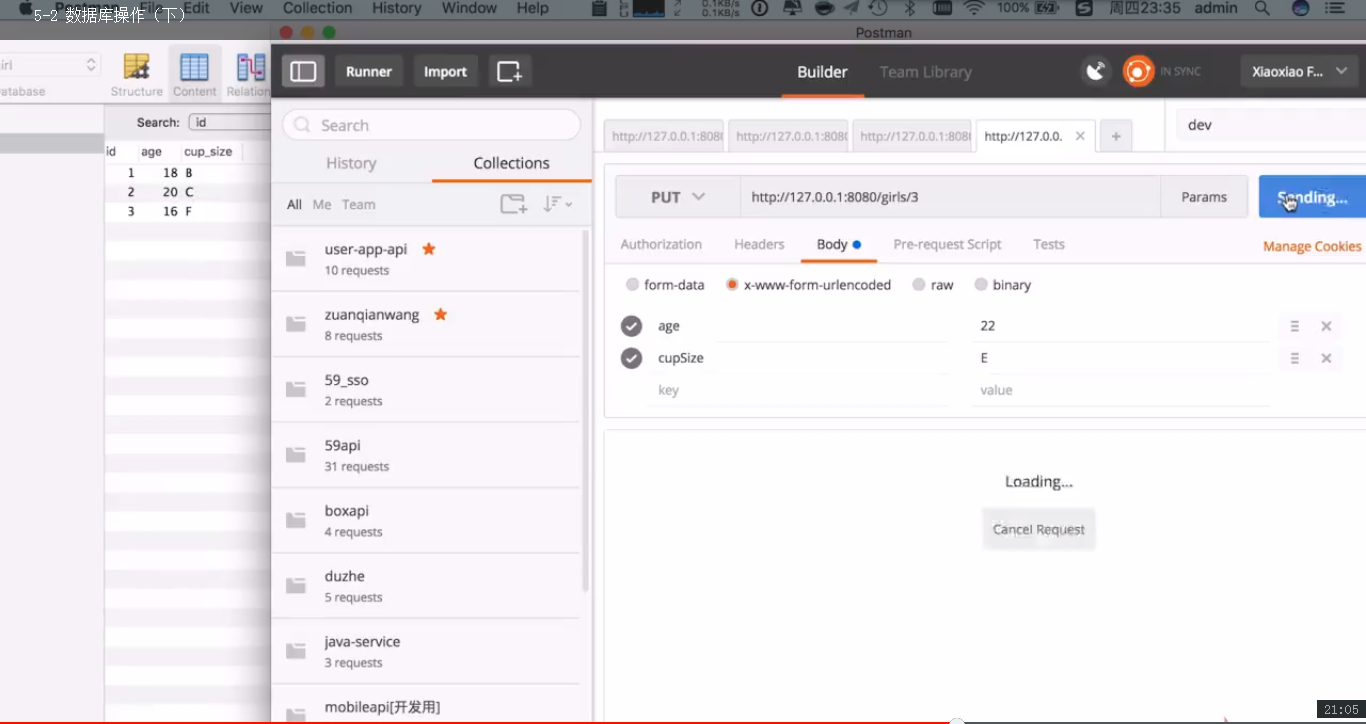 5-2 数据库操作（下）
View Collection History Window Help
0.1KB/s
0.1KB/s
100%
周四23:35 admin
Postman
Structure Content Relation
Runner Import
Builder Team Library
IN SYNC
Xiaoxiao F...
Search: id
id age cup_size
1 18 B
2 20 C
3 16 F
Search
History Collections
All Me Team
user-app-api
10 requests
zuanqianwang
8 requests
59_sso
2 requests
59api
31 requests
boxapi
4 requests
duzhe
5 requests
java-service
3 requests
mobileapi[开发用]
http://127.0.0.1:808 http://127.0.0.1:808 http://127.0.0.1:808 http://127.0.0.
dev
PUT http://127.0.0.1:8080/girls/3 Params Sending...
Authorization Headers Body Pre-request Script Tests Manage Cookies
form-data x-www-form-urlencoded raw binary
age 22
cupSize E
key value
Loading...
Cancel Request
21:05